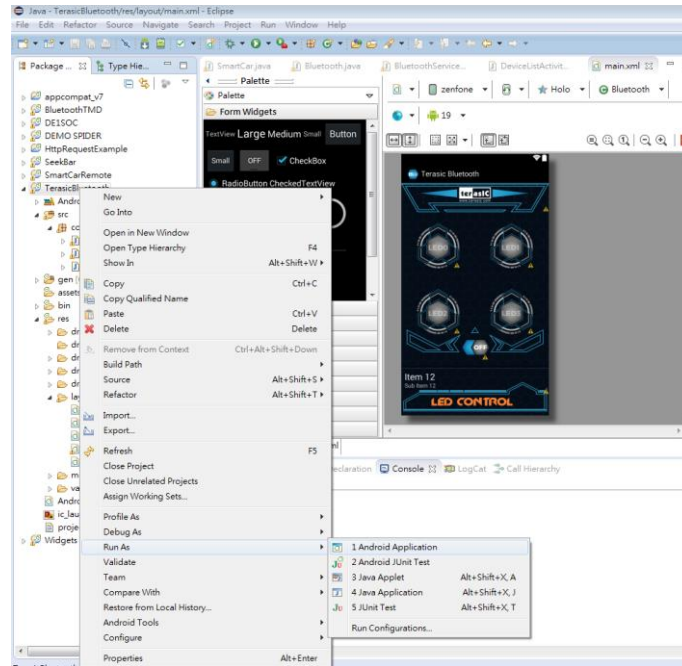 Java - TerasicBluetooth/res/layout/main.xml - Eclipse
File Edit Refactor Source Navigate Search Project Run Window Help
Package ... Type Hie...
SmartCar.java Bluetooth.java BluetoothService... DeviceListActivit... main.xml
Palette
Palette
zenfone Holo Bluetooth
Form Widgets
19
TextView Large Medium Small Button
Small OFF CheckBox
RadioButton CheckedTextView
appcompat_v7
BluetoothTMD
DE1SOC
DEMO SPIDER
HttpRequestExample
SeekBar
SmartCarRemote
Andro
src
gen
assets
bin
res
Andro
ic_lau
proje
Widgets
New
Go Into
Open in New Window
Open Type Hierarchy F4
Show In Alt+Shift+W
Copy Ctrl+C
Copy Qualified Name
Paste Ctrl+V
Delete Delete
Remove from Context Ctrl+Alt+Shift+Down
Build Path
Source Alt+Shift+S
Refactor Alt+Shift+T
Import...
Export...
Refresh F5
Close Project
Close Unrelated Projects
Assign Working Sets...
Profile As
Debug As
Run As
Validate
Team
Compare With
Restore from Local History...
Android Tools
Configure
Properties Alt+Enter
1 Android Application
2 Android JUnit Test
3 Java Applet Alt+Shift+X, A
4 Java Application Alt+Shift+X, J
5 JUnit Test Alt+Shift+X, T
Run Configurations...
Terasic Bluetooth
terasIC
www.terasic.com
LED0 LED1
LED2 LED3
OFF
Item 12
Sub Item 12
LED CONTROL
eclaration Console LogCat Call Hierarchy